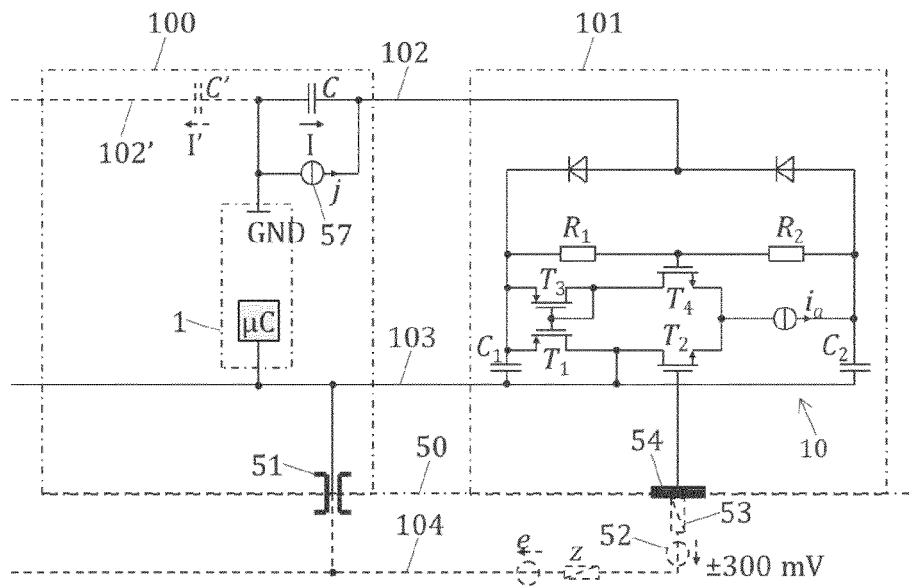 100
101
102
C'
C
I'
I
102'
j
GND
57
R₁
R₂
T₃
T₄
iₐ
1
μC
103
C₁
T₁
T₂
C₂
10
54
51
50
53
104
52
e
z
±300 mV